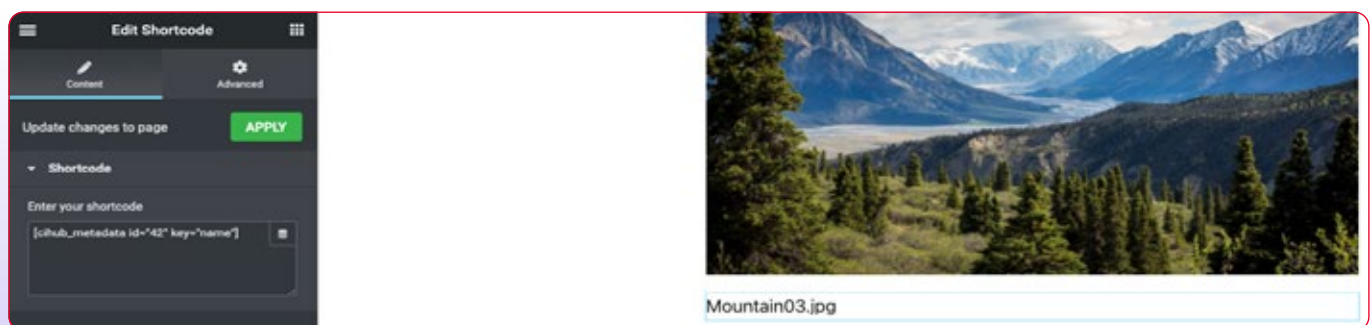 Edit Shortcode
Content
Advanced
Update changes to page
APPLY
Shortcode
Enter your shortcode
[cihub_metadata id="42" key="name"]
Mountain03.jpg